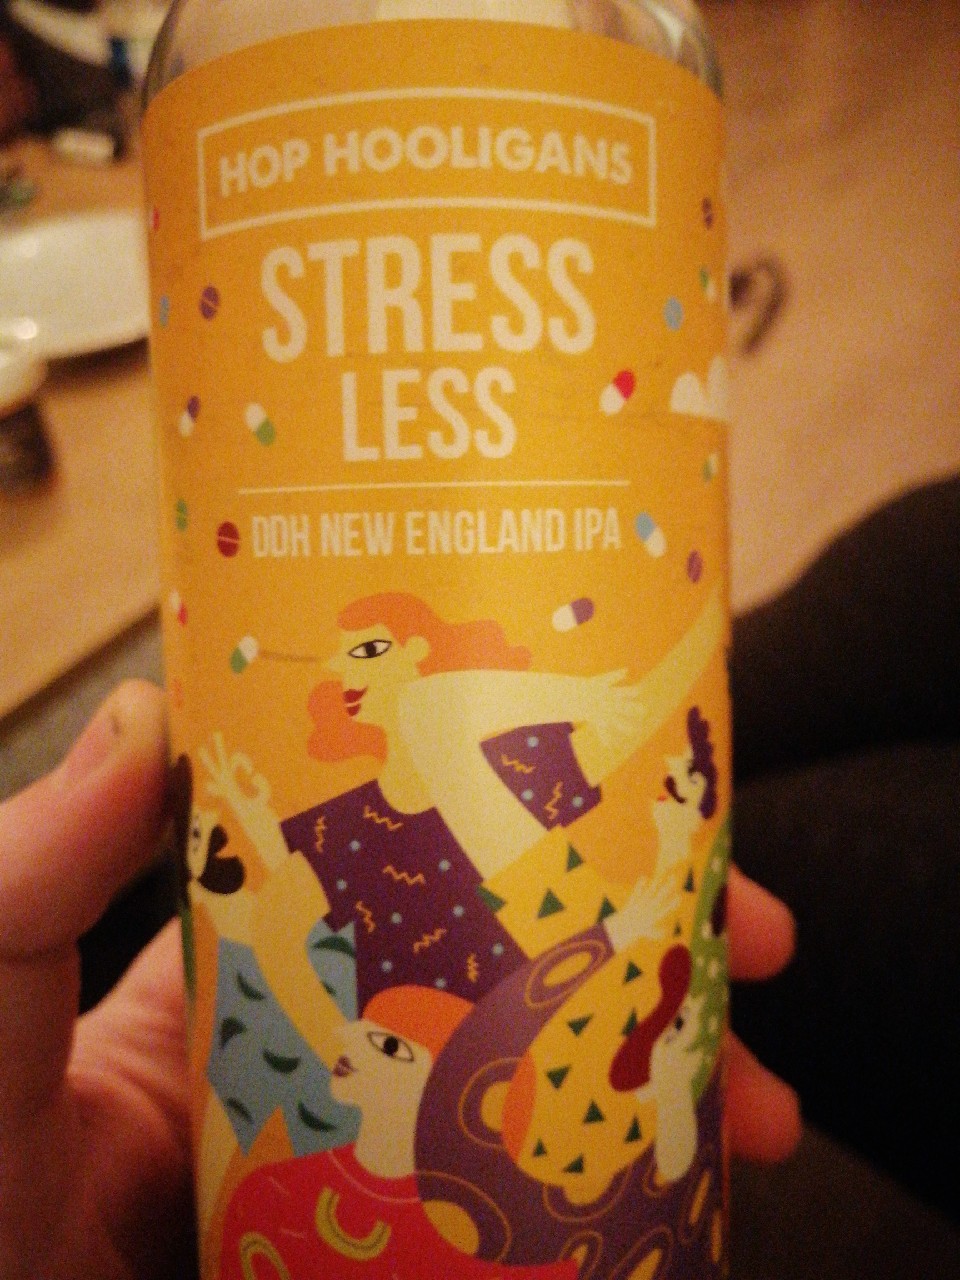 HOP HOOLIGANS
STRESS
LESS
DDH NEW ENGLAND IPA